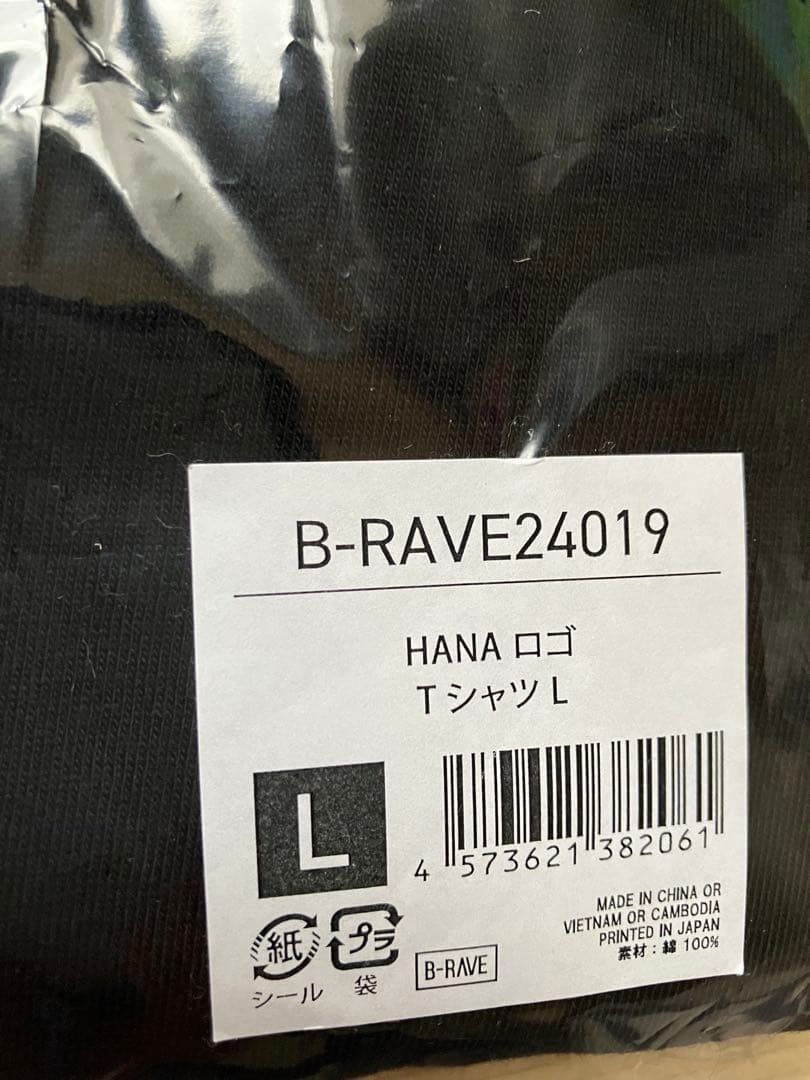 B-RAVE24019
HANA ロゴ
TシャツL
L
4 573621 382061
MADE IN CHINA OR
VIETNAM OR CAMBODIA
PRINTED IN JAPAN
素材：綿 100%
紙
シール
プラ
袋
B-RAVE